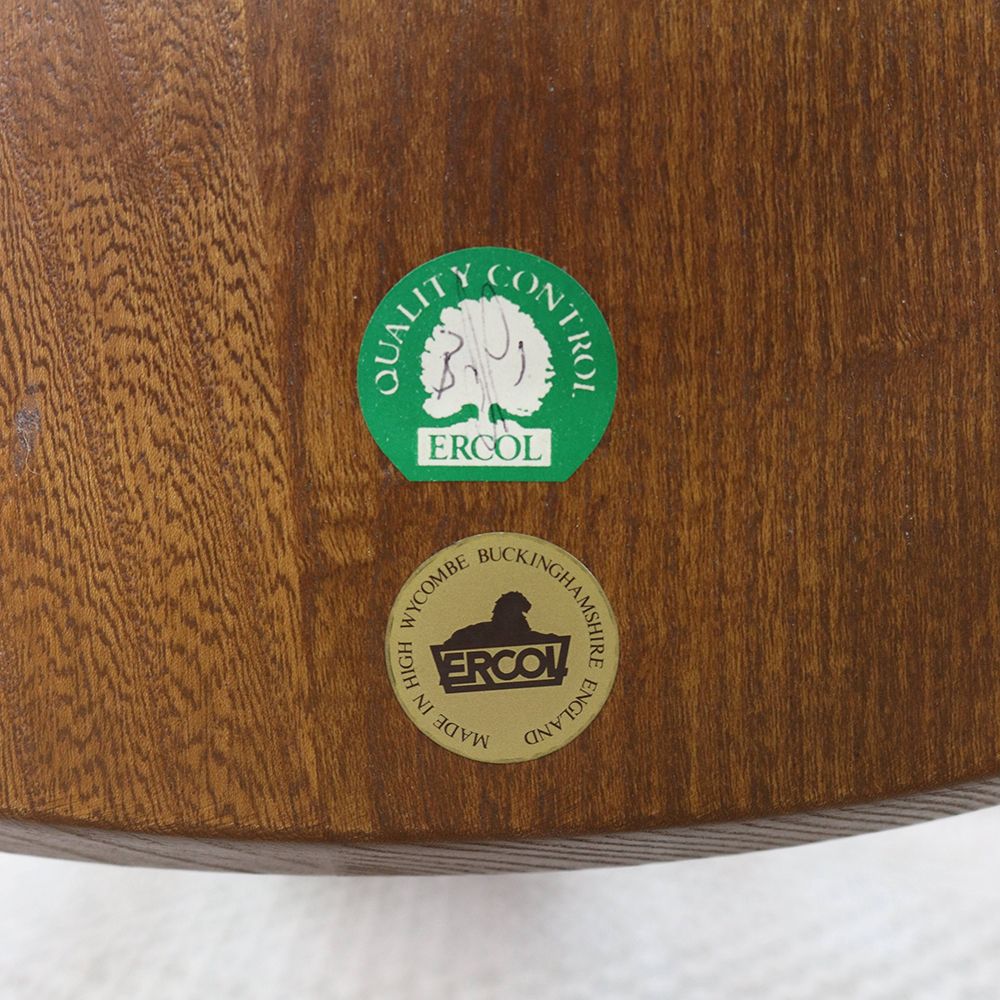 QUALITY CONTROL
ERCOL
MADE IN HIGH WYCOMBE BUCKINGHAMSHIRE ENGLAND
ERCOL